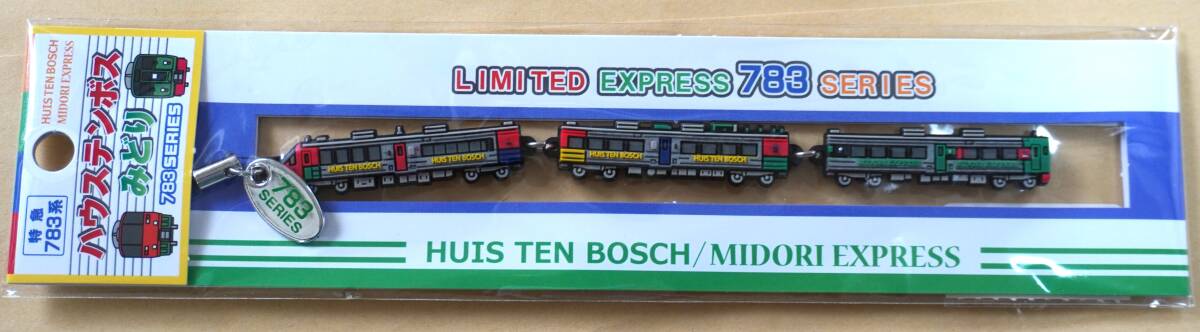 HUIS TEN BOSCH
MIDORI EXPRESS
ハウステンボス
みどり
783 SERIES
特急
783系
LIMITED EXPRESS 783 SERIES
HUIS TEN BOSCH
HUIS TEN BOSCH
HUIS TEN BOSCH
HUIS TEN BOSCH
783
SERIES
HUIS TEN BOSCH/MIDORI EXPRESS